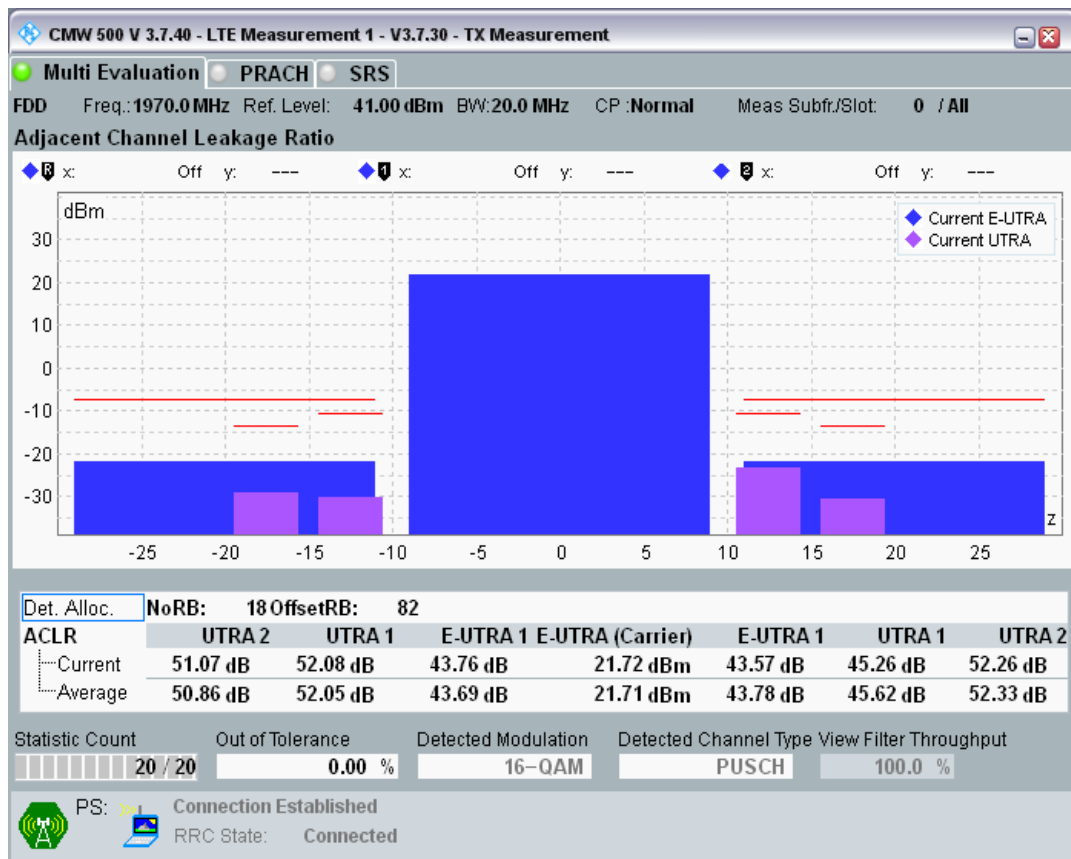 CMW 500 V 3.7.40 - LTE Measurement 1 - V3.7.30 - TX Measurement
Multi Evaluation PRACH SRS
FDD Freq.:1970.0 MHz Ref. Level: 41.00 dBm BW:20.0 MHz CP :Normal Meas Subfr./Slot: 0 / All
Adjacent Channel Leakage Ratio
R x: Off y: --- 1 x: Off y: --- 2 x: Off y: ---
dBm
Current E-UTRA
Current UTRA
30
20
10
0
-10
-20
-30
z
-25 -20 -15 -10 -5 0 5 10 15 20 25
Det. Alloc. NoRB: 18 OffsetRB: 82
ACLR UTRA 2 UTRA 1 E-UTRA 1 E-UTRA (Carrier) E-UTRA 1 UTRA 1 UTRA 2
Current 51.07 dB 52.08 dB 43.76 dB 21.72 dBm 43.57 dB 45.26 dB 52.26 dB
Average 50.86 dB 52.05 dB 43.69 dB 21.71 dBm 43.78 dB 45.62 dB 52.33 dB
Statistic Count Out of Tolerance Detected Modulation Detected Channel Type View Filter Throughput
20 / 20 0.00 % 16-QAM PUSCH 100.0 %
PS: Connection Established
RRC State: Connected